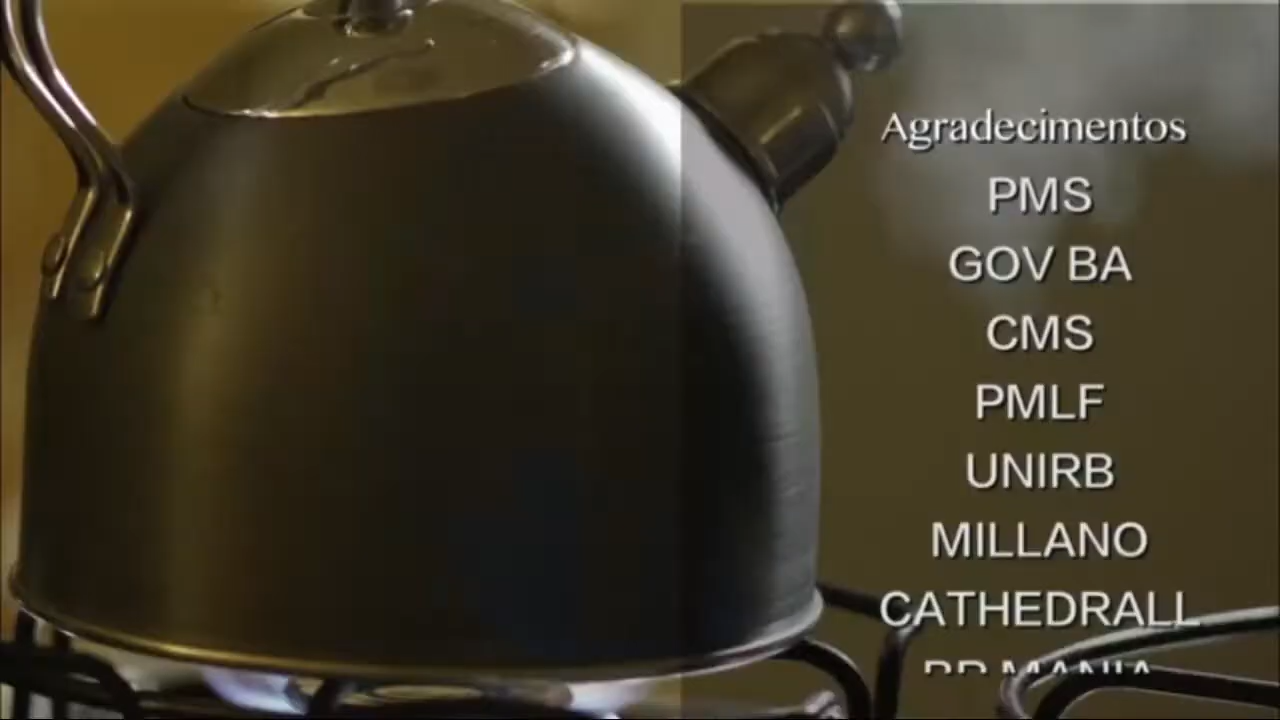 Agradecimentos
PMS
GOV BA
CMS
PMLF
UNIRB
MILLANO
CATHEDRALL